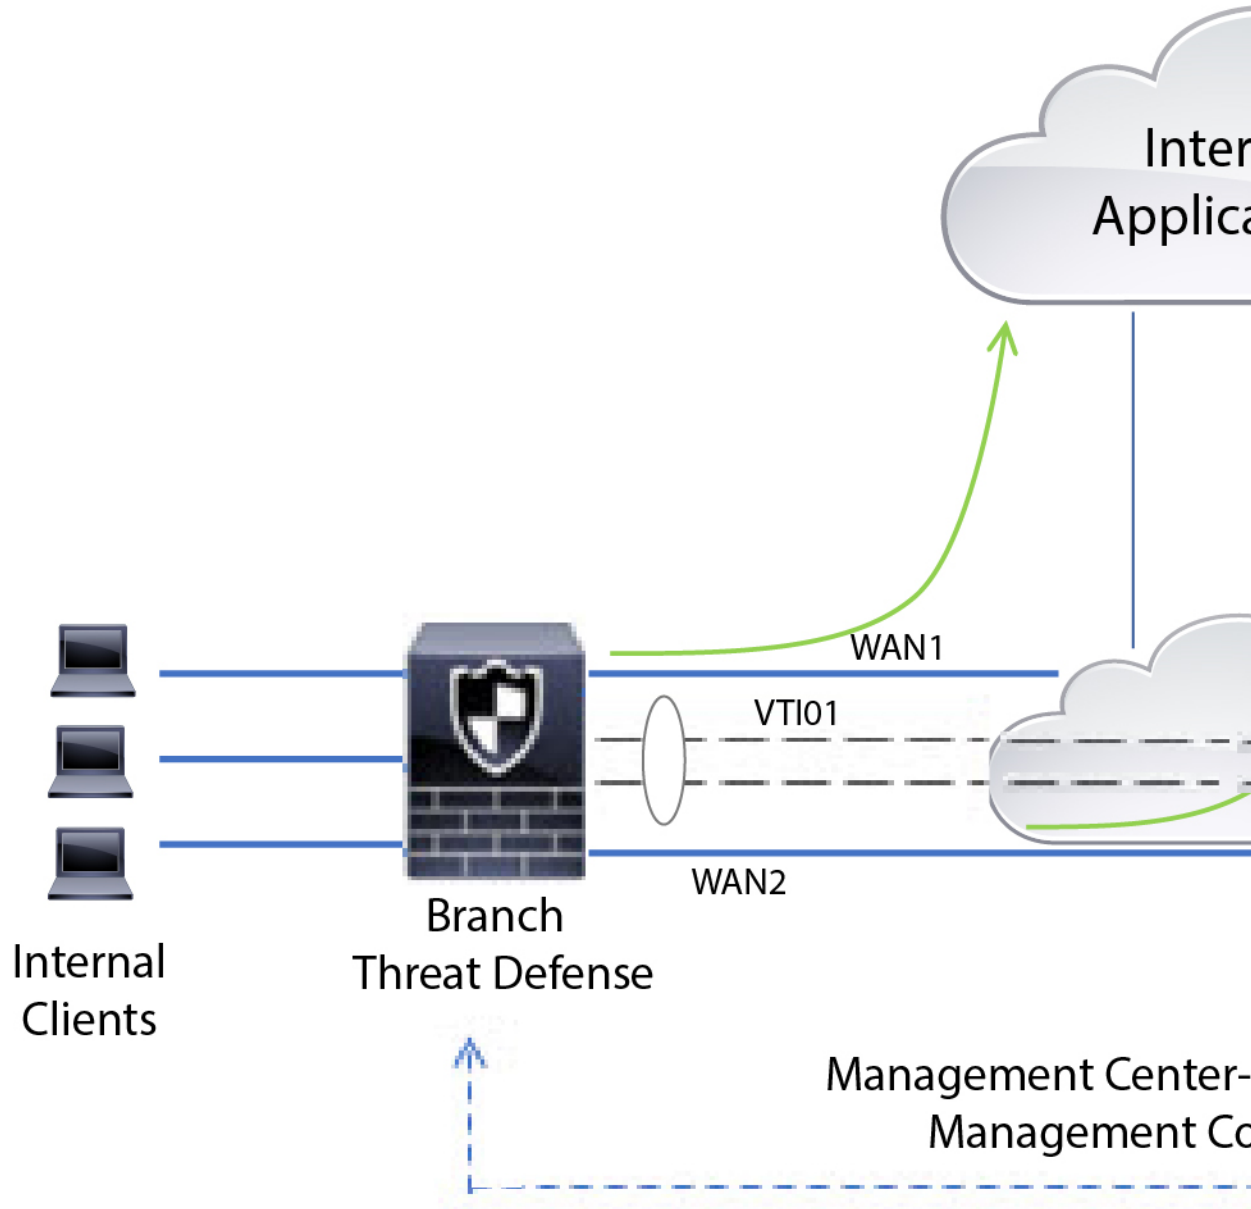 Inter
Applica
WAN1
VTI01
WAN2
Branch
Threat Defense
Internal
Clients
Management Center-
Management Co